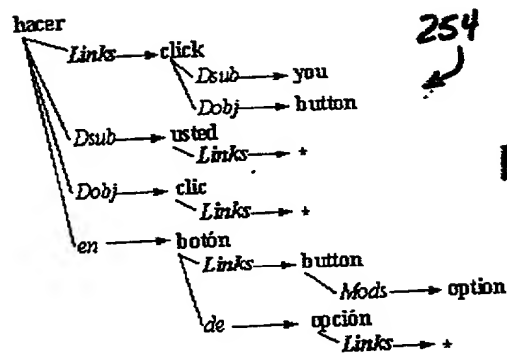 hacer
254
Links click
Dsub you
Dobj button
Dsub usted
Links *
Dobj clic
Links *
en botón
Links button
Mods option
de opción
Links *